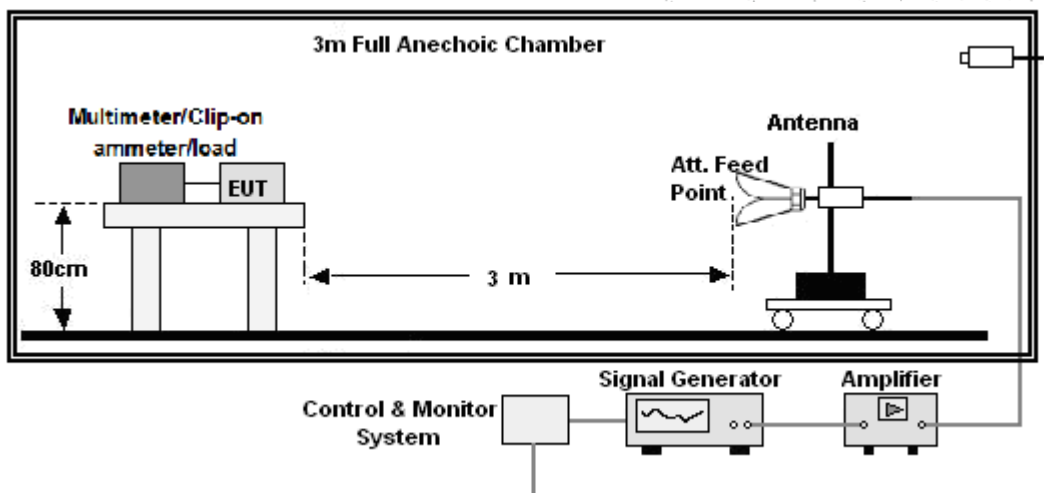 3m Full Anechoic Chamber
Multimeter/Clip-on
ammeter/load
EUT
80cm
3 m
Antenna
Att. Feed
Point
Signal Generator
Amplifier
Control & Monitor
System